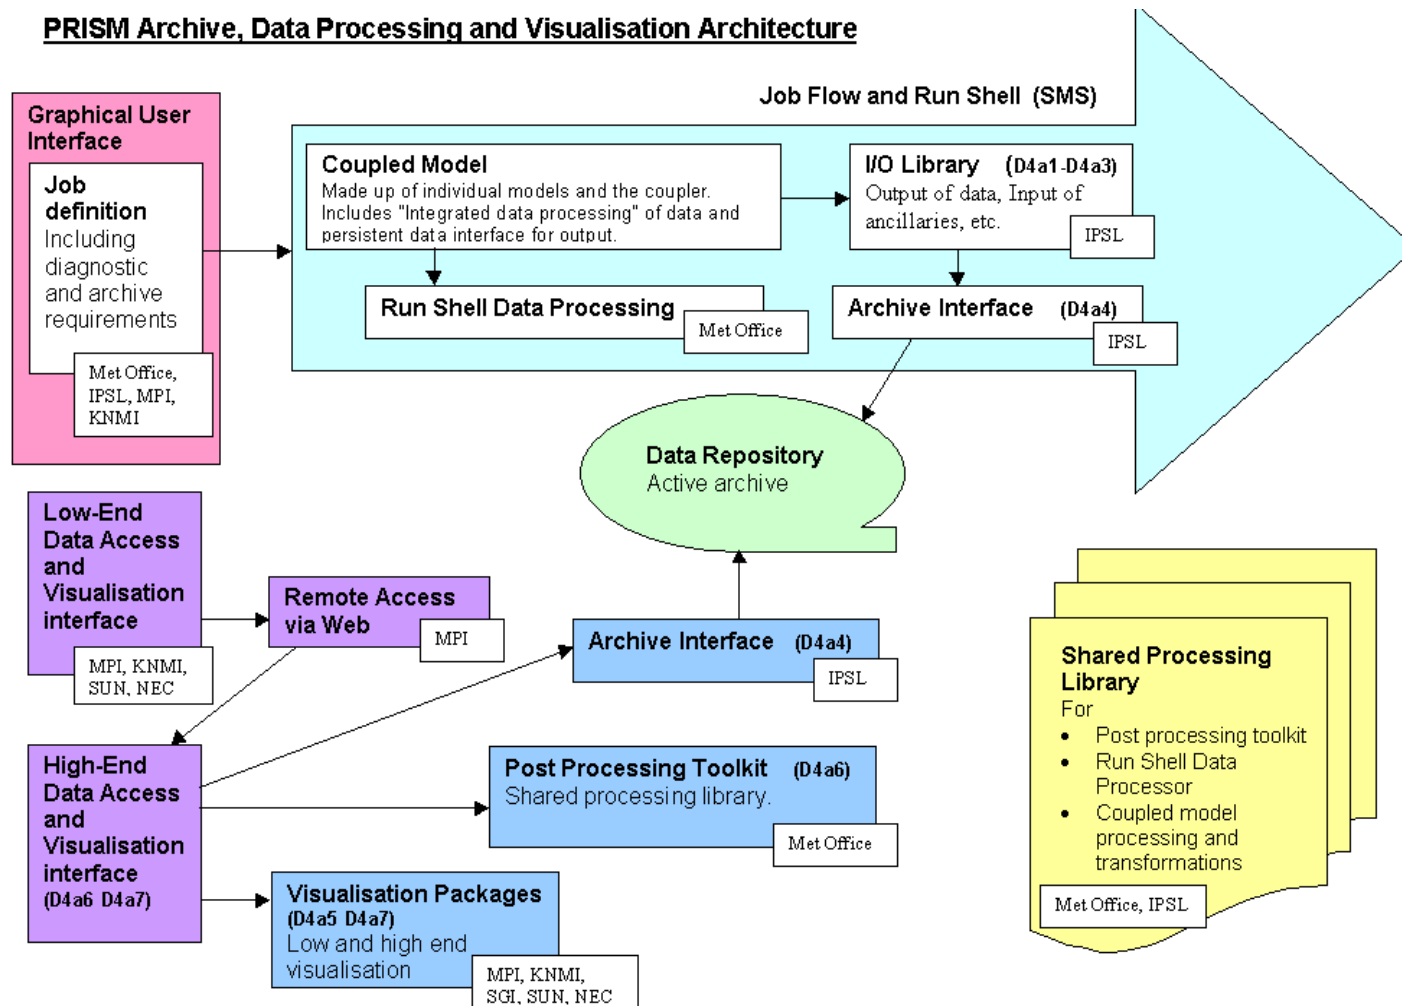 PRISM Archive, Data Processing and Visualisation Architecture
Job Flow and Run Shell (SMS)
Graphical User
Interface
Job
definition
Including
diagnostic
and archive
requirements
Met Office,
IPSL, MPI,
KNMI
Coupled Model
Made up of individual models and the coupler.
Includes "Integrated data processing" of data and
persistent data interface for output.
I/O Library (D4a1-D4a3)
Output of data, Input of
ancillaries, etc.
IPSL
Run Shell Data Processing
Met Office
Archive Interface (D4a4)
IPSL
Data Repository
Active archive
Low-End
Data Access
and
Visualisation
interface
MPI, KNMI,
SUN, NEC
Remote Access
via Web
MPI
Archive Interface (D4a4)
IPSL
High-End
Data Access
and
Visualisation
interface
(D4a6 D4a7)
Post Processing Toolkit (D4a6)
Shared processing library.
Met Office
Visualisation Packages
(D4a5 D4a7)
Low and high end
visualisation
MPI, KNMI,
SGI, SUN, NEC
Shared Processing
Library
For
• Post processing toolkit
• Run Shell Data
Processor
• Coupled model
processing and
transformations
Met Office, IPSL